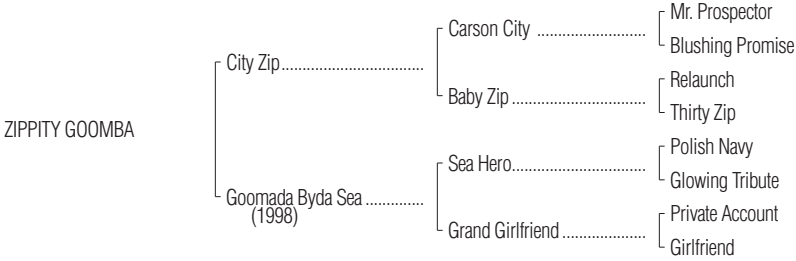 Mr. Prospector
Carson City ..........................
Blushing Promise
City Zip..................................
Relaunch
Baby Zip ................................
Thirty Zip
ZIPPITY GOOMBA
Polish Navy
Sea Hero................................
Glowing Tribute
Goomada Byda Sea ..............
(1998)
Private Account
Grand Girlfriend ....................
Girlfriend